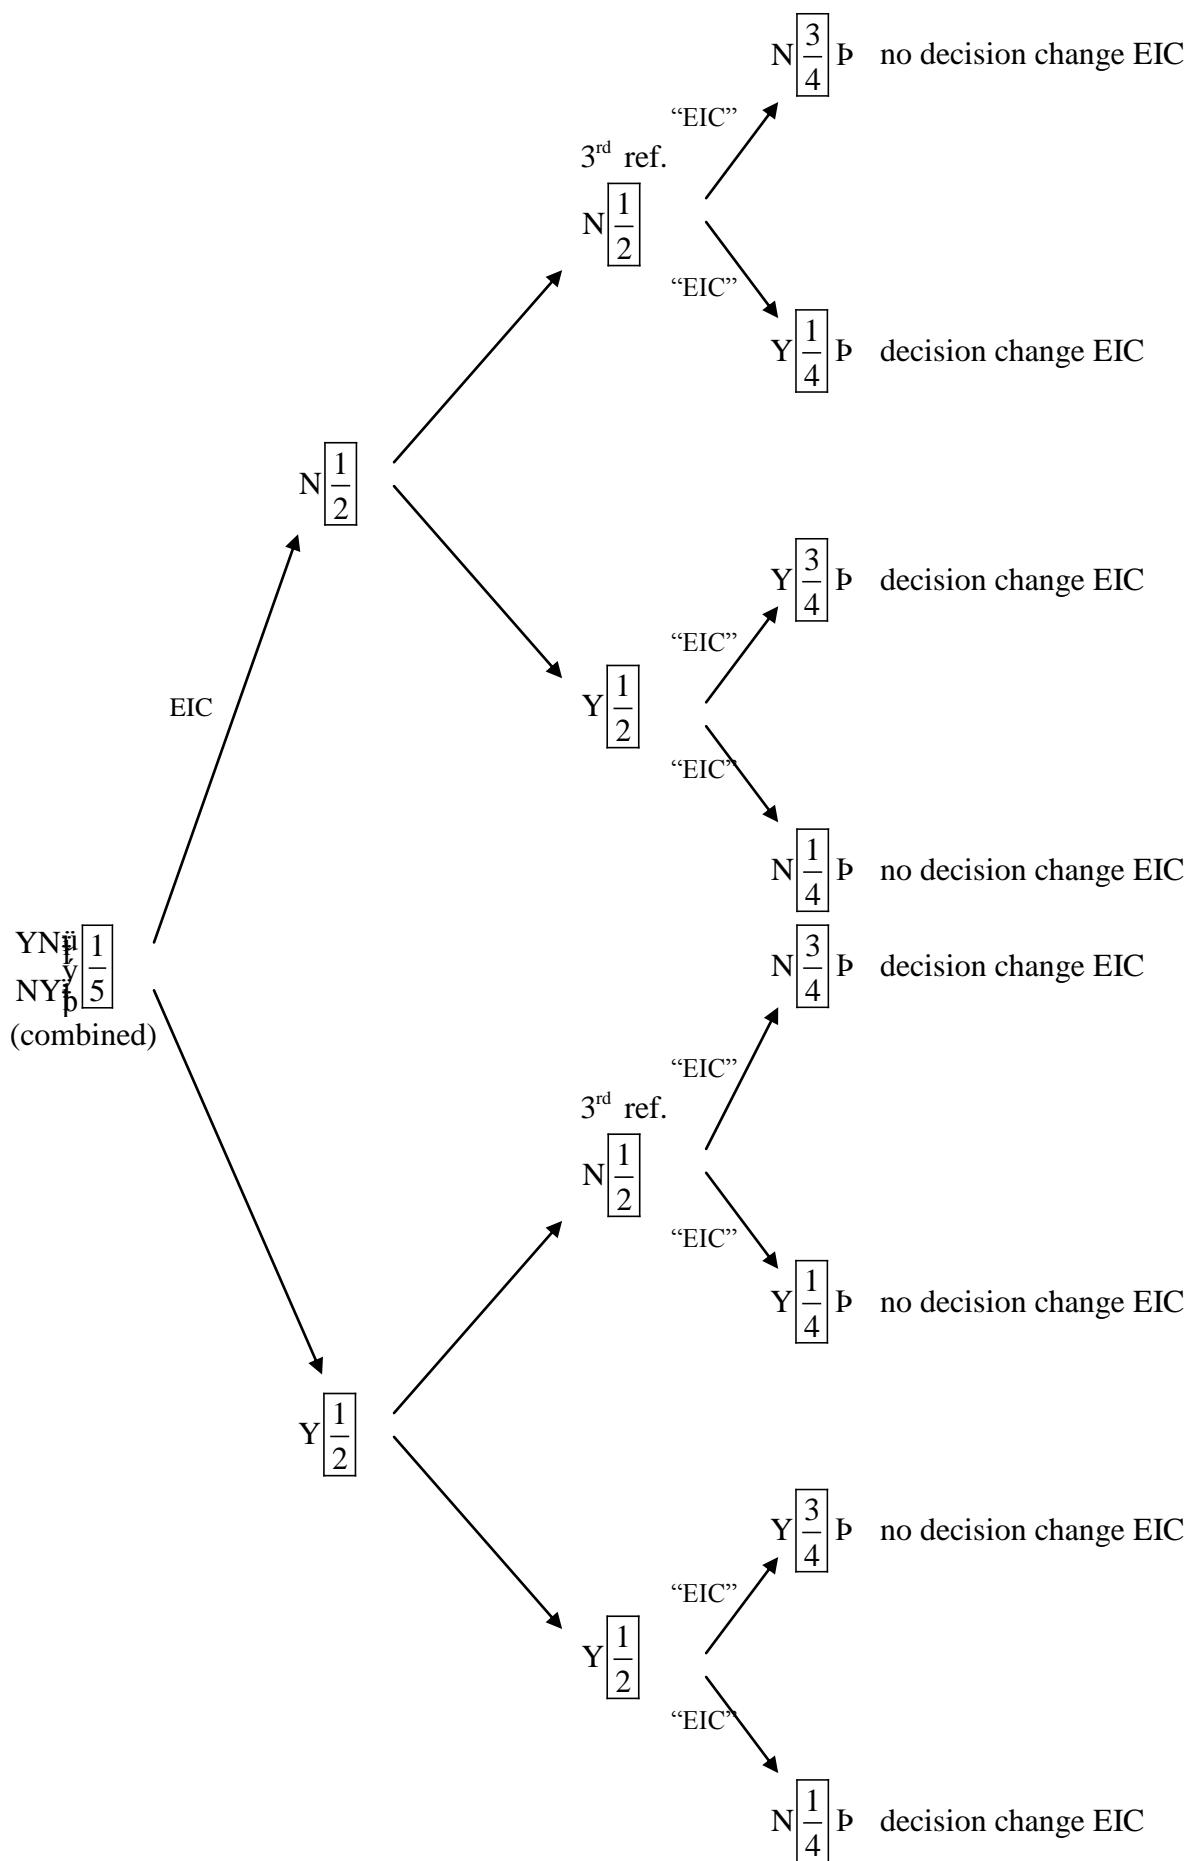 N 3/4 Þ no decision change EIC
“EIC”
3rd ref.
N 1/2
“EIC”
Y 1/4 Þ decision change EIC
N 1/2
Y 3/4 Þ decision change EIC
“EIC”
Y 1/2
EIC
“EIC”
N 1/4 Þ no decision change EIC
YN
NY
1/5
(combined)
N 3/4 Þ decision change EIC
“EIC”
3rd ref.
N 1/2
“EIC”
Y 1/4 Þ no decision change EIC
Y 1/2
Y 3/4 Þ no decision change EIC
“EIC”
Y 1/2
“EIC”
N 1/4 Þ decision change EIC